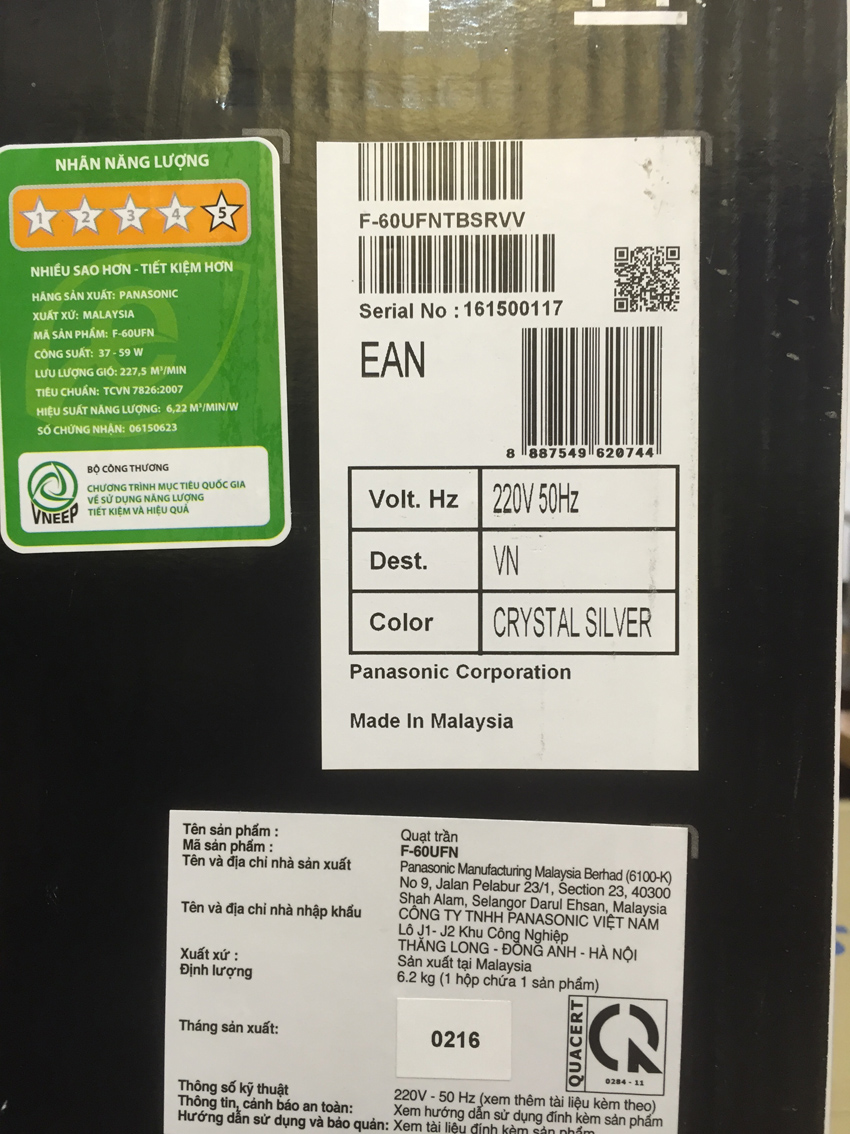 NHÃN NĂNG LƯỢNG
1 2 3 4 5
NHIỀU SAO HƠN - TIẾT KIỆM HƠN
HÃNG SẢN XUẤT: PANASONIC
XUẤT XỨ: MALAYSIA
MÃ SẢN PHẨM: F-60UFN
CÔNG SUẤT: 37 - 59 W
LƯU LƯỢNG GIÓ: 227,5 M³/MIN
TIÊU CHUẨN: TCVN 7826:2007
HIỆU SUẤT NĂNG LƯỢNG: 6,22 M³/MIN/W
SỐ CHỨNG NHẬN: 06150623
VNEEP
BỘ CÔNG THƯƠNG
CHƯƠNG TRÌNH MỤC TIÊU QUỐC GIA
VỀ SỬ DỤNG NĂNG LƯỢNG
TIẾT KIỆM VÀ HIỆU QUẢ
F-60UFNTBSRVV
Serial No : 161500117
EAN
8 887549 620744
Volt. Hz 220V 50Hz
Dest. VN
Color CRYSTAL SILVER
Panasonic Corporation
Made In Malaysia
Tên sản phẩm : Quạt trần
Mã sản phẩm : F-60UFN
Tên và địa chỉ nhà sản xuất Panasonic Manufacturing Malaysia Berhad (6100-K)
No 9, Jalan Pelabur 23/1, Section 23, 40300
Shah Alam, Selangor Darul Ehsan, Malaysia
Tên và địa chỉ nhà nhập khẩu CÔNG TY TNHH PANASONIC VIỆT NAM
Lô J1- J2 Khu Công Nghiệp
THĂNG LONG - ĐÔNG ANH - HÀ NỘI
Xuất xứ : Sản xuất tại Malaysia
Định lượng 6.2 kg (1 hộp chứa 1 sản phẩm)
Tháng sản xuất: 0216
QUACERT
0284 - 11
Thông số kỹ thuật 220V - 50 Hz (xem thêm tài liệu kèm theo)
Thông tin, cảnh báo an toàn: Xem hướng dẫn sử dụng đính kèm sản phẩm
Hướng dẫn sử dụng và bảo quản: Xem tài liệu đính kèm sản phẩm